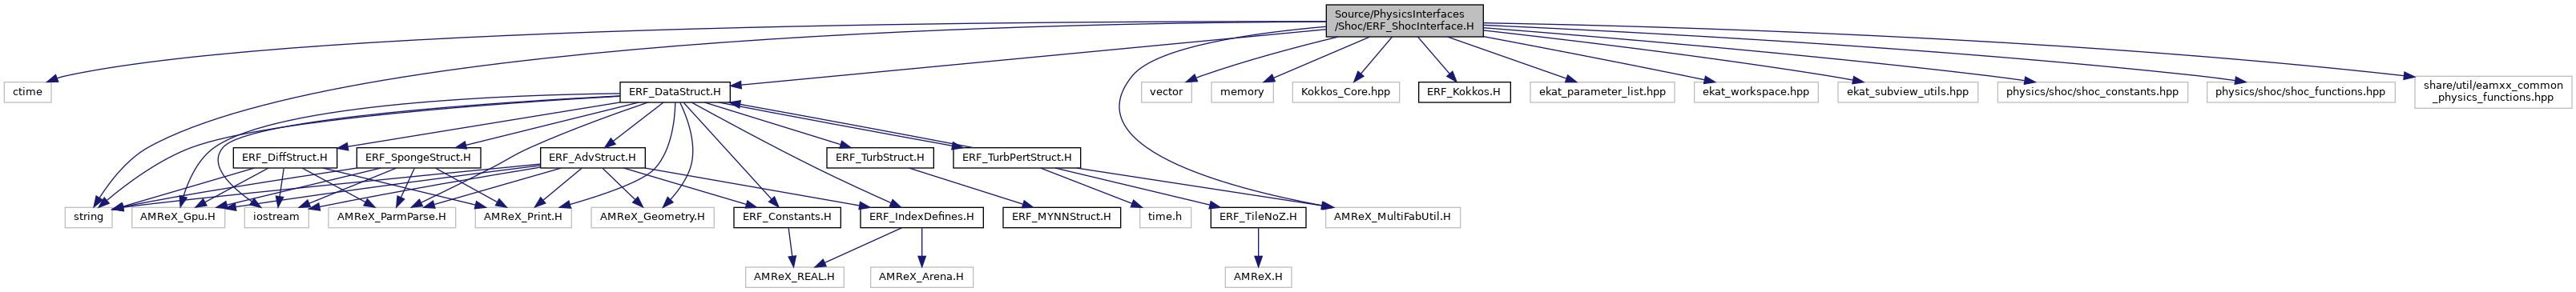 Source/PhysicsInterfaces
/Shoc/ERF_ShocInterface.H
ctime
ERF_DataStruct.H
vector
memory
Kokkos_Core.hpp
ERF_Kokkos.H
ekat_parameter_list.hpp
ekat_workspace.hpp
ekat_subview_utils.hpp
physics/shoc/shoc_constants.hpp
physics/shoc/shoc_functions.hpp
share/util/eamxx_common
_physics_functions.hpp
ERF_DiffStruct.H
ERF_SpongeStruct.H
ERF_AdvStruct.H
ERF_TurbStruct.H
ERF_TurbPertStruct.H
string
AMReX_Gpu.H
iostream
AMReX_ParmParse.H
AMReX_Print.H
AMReX_Geometry.H
ERF_Constants.H
ERF_IndexDefines.H
ERF_MYNNStruct.H
time.h
ERF_TileNoZ.H
AMReX_MultiFabUtil.H
AMReX_REAL.H
AMReX_Arena.H
AMReX.H